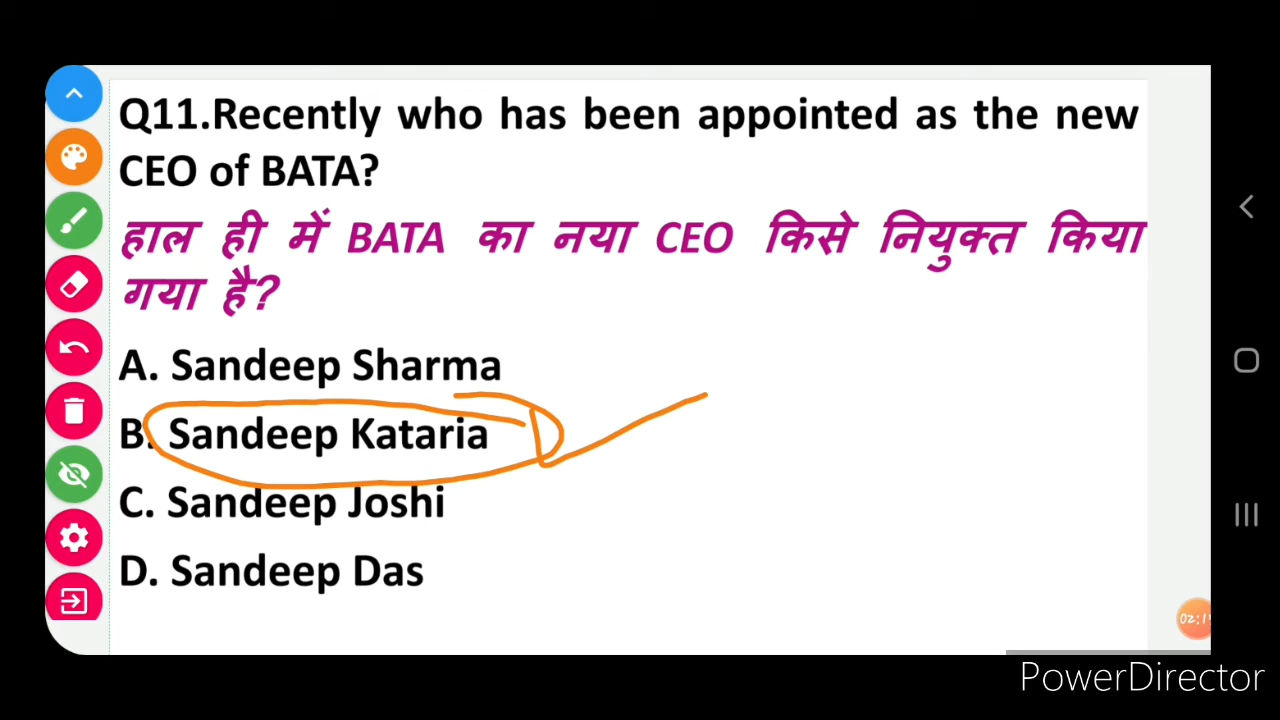 Q11.Recently who has been appointed as the new
CEO of BATA?
हाल ही में BATA का नया CEO किसे नियुक्त किया
गया है?
A. Sandeep Sharma
B. Sandeep Kataria
C. Sandeep Joshi
D. Sandeep Das
PowerDirector